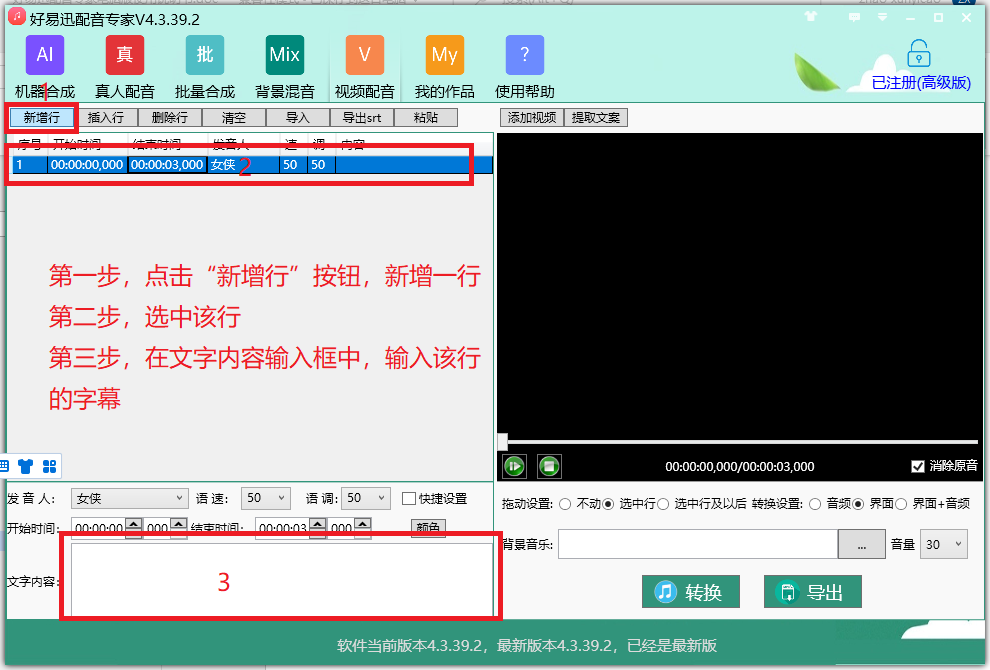 好易迅配音专家V4.3.39.2
AI 真 批 Mix V My ?
机器合成 真人配音 批量合成 背景混音 视频配音 我的作品 使用帮助
已注册(高级版)
1
新增行 插入行 删除行 清空 导入 导出srt 粘贴 添加视频 提取文案
序号 开始时间 结束时间 发音人 速 调 内容
1 00:00:00,000 00:00:03,000 女侠 50 50
2
第一步，点击“新增行”按钮，新增一行
第二步，选中该行
第三步，在文字内容输入框中，输入该行
的字幕
00:00:00,000/00:00:03,000 消除原音
发 音 人: 女侠 语 速: 50 语 调: 50 快捷设置
拖动设置: 不动 选中行 选中行及以后 转换设置: 音频 界面 界面+音频
开始时间: 00:00:00 000 结束时间: 00:00:03 000 颜色
背景音乐: ... 音量 30
文字内容:
3
转换 导出
软件当前版本4.3.39.2，最新版本4.3.39.2，已经是最新版